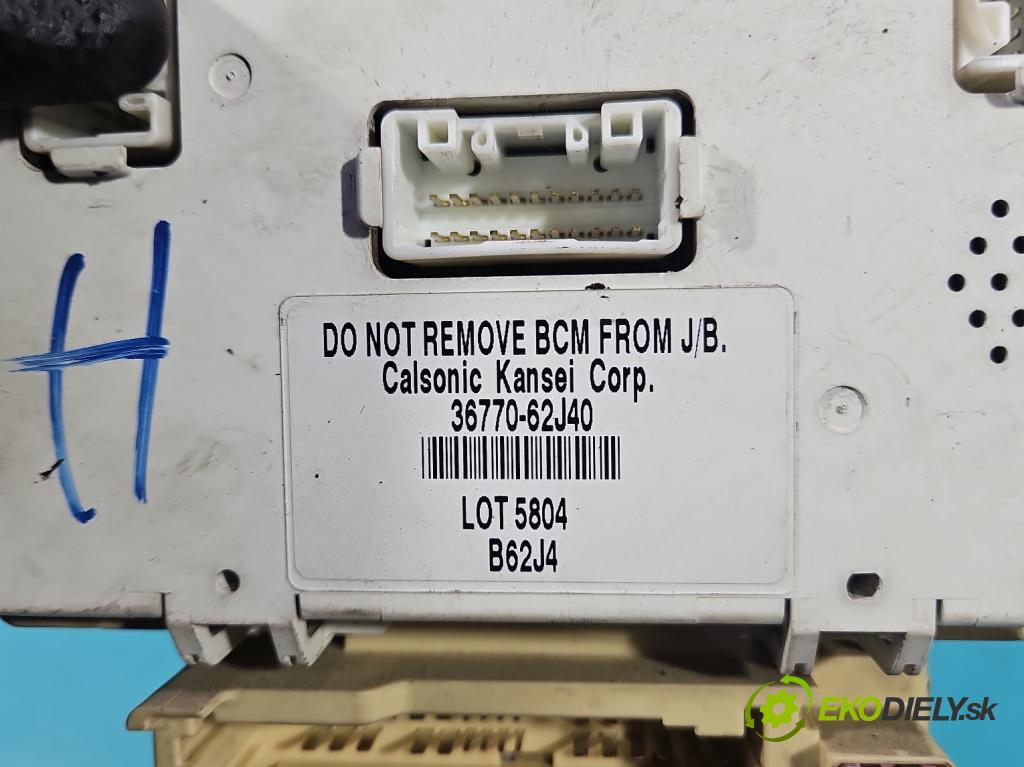 H
DO NOT REMOVE BCM FROM J/B.
Calsonic Kansei Corp.
36770-62J40
LOT 5804
B62J4
EKODIELY.sk